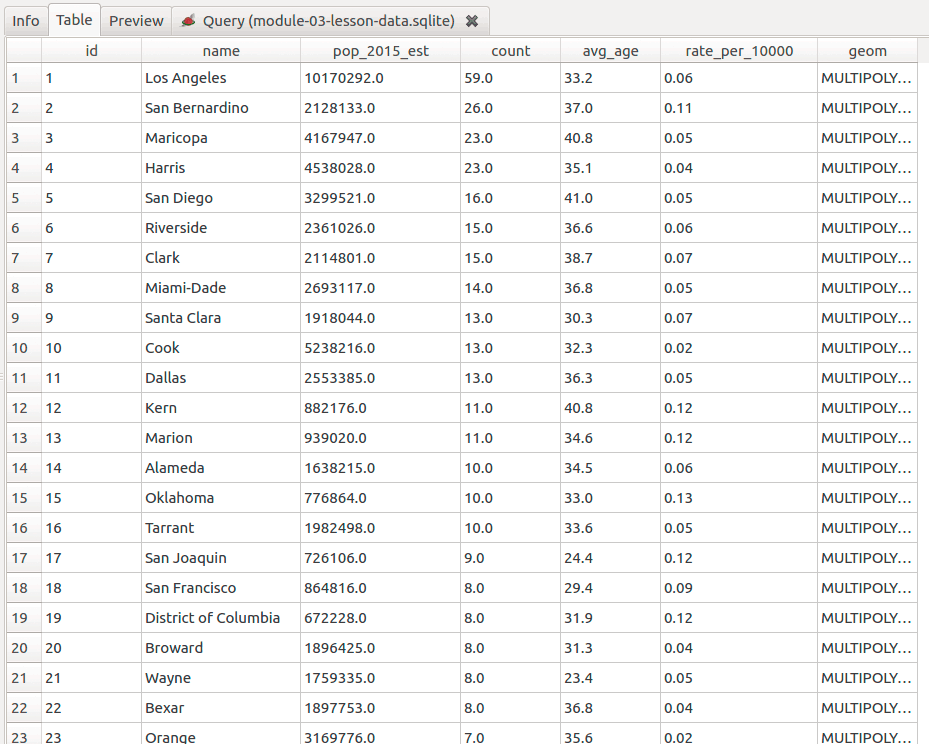 Info Table Preview Query (module-03-lesson-data.sqlite)
id name pop_2015_est count avg_age rate_per_10000 geom
1 1 Los Angeles 10170292.0 59.0 33.2 0.06 MULTIPOLY...
2 2 San Bernardino 2128133.0 26.0 37.0 0.11 MULTIPOLY...
3 3 Maricopa 4167947.0 23.0 40.8 0.05 MULTIPOLY...
4 4 Harris 4538028.0 23.0 35.1 0.04 MULTIPOLY...
5 5 San Diego 3299521.0 16.0 41.0 0.05 MULTIPOLY...
6 6 Riverside 2361026.0 15.0 36.6 0.06 MULTIPOLY...
7 7 Clark 2114801.0 15.0 38.7 0.07 MULTIPOLY...
8 8 Miami-Dade 2693117.0 14.0 36.8 0.05 MULTIPOLY...
9 9 Santa Clara 1918044.0 13.0 30.3 0.07 MULTIPOLY...
10 10 Cook 5238216.0 13.0 32.3 0.02 MULTIPOLY...
11 11 Dallas 2553385.0 13.0 36.3 0.05 MULTIPOLY...
12 12 Kern 882176.0 11.0 40.8 0.12 MULTIPOLY...
13 13 Marion 939020.0 11.0 34.6 0.12 MULTIPOLY...
14 14 Alameda 1638215.0 10.0 34.5 0.06 MULTIPOLY...
15 15 Oklahoma 776864.0 10.0 33.0 0.13 MULTIPOLY...
16 16 Tarrant 1982498.0 10.0 33.6 0.05 MULTIPOLY...
17 17 San Joaquin 726106.0 9.0 24.4 0.12 MULTIPOLY...
18 18 San Francisco 864816.0 8.0 29.4 0.09 MULTIPOLY...
19 19 District of Columbia 672228.0 8.0 31.9 0.12 MULTIPOLY...
20 20 Broward 1896425.0 8.0 31.3 0.04 MULTIPOLY...
21 21 Wayne 1759335.0 8.0 23.4 0.05 MULTIPOLY...
22 22 Bexar 1897753.0 8.0 36.8 0.04 MULTIPOLY...
23 23 Orange 3169776.0 7.0 35.6 0.02 MULTIPOLY...